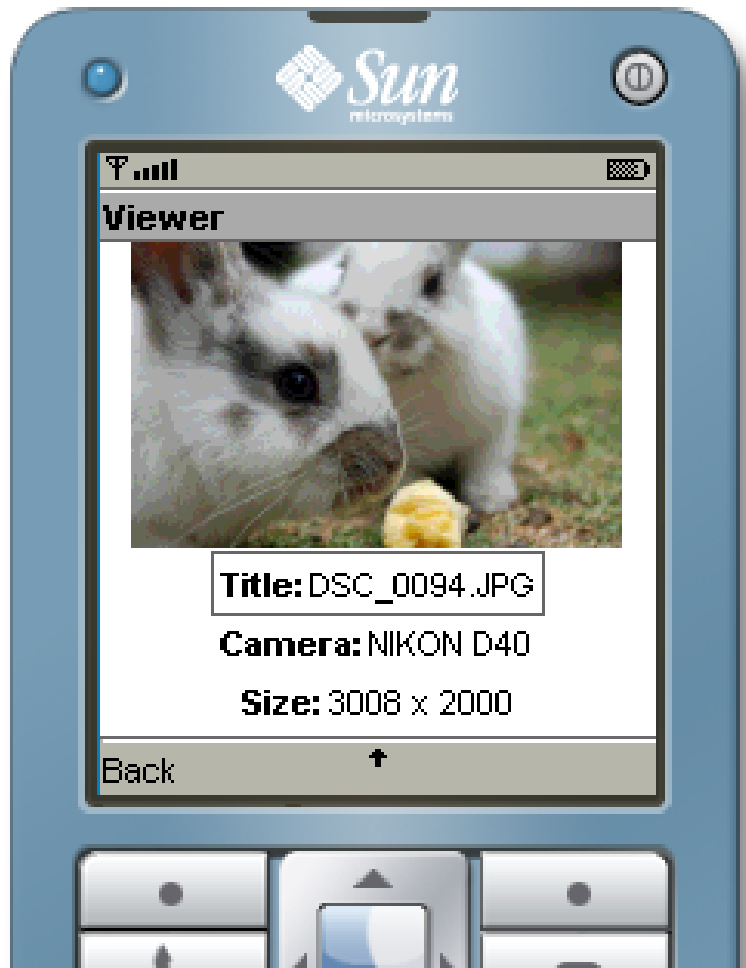 Sun
microsystems
Viewer
Title: DSC_0094.JPG
Camera: NIKON D40
Size: 3008 x 2000
Back